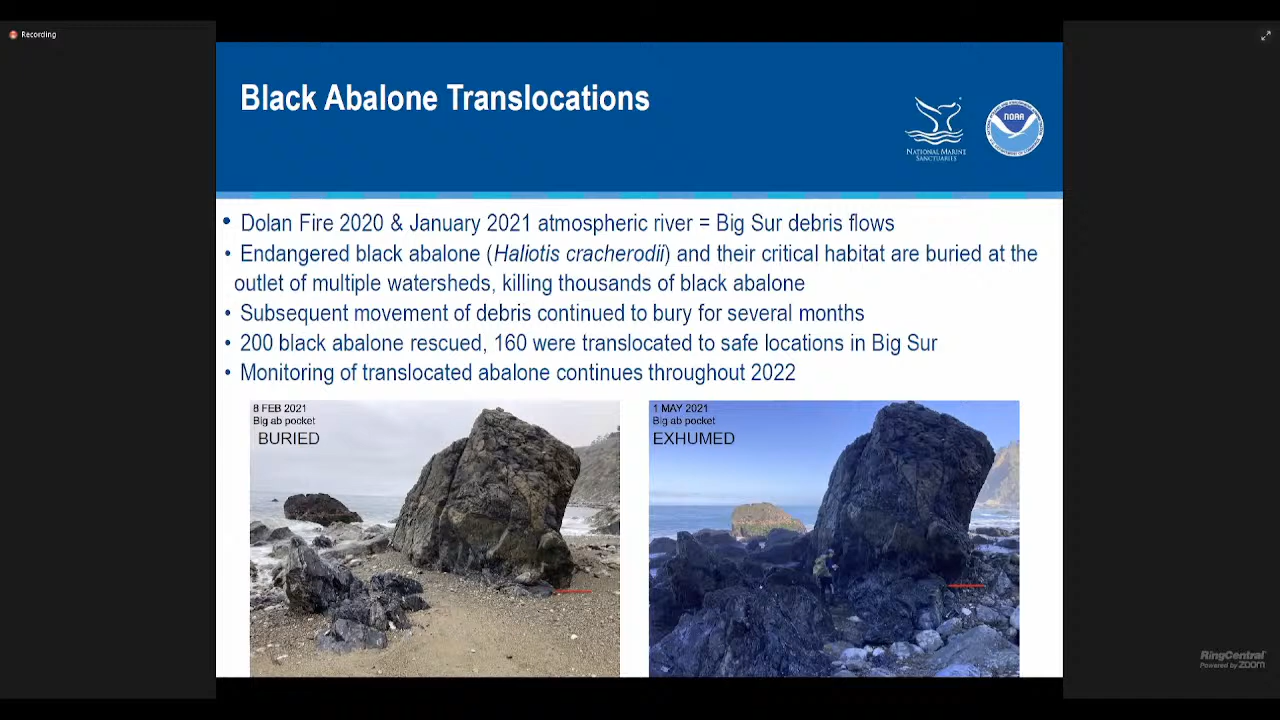 Recording
Black Abalone Translocations
NATIONAL MARINE
SANCTUARIES
NOAA
• Dolan Fire 2020 & January 2021 atmospheric river = Big Sur debris flows
• Endangered black abalone (Haliotis cracherodii) and their critical habitat are buried at the
outlet of multiple watersheds, killing thousands of black abalone
• Subsequent movement of debris continued to bury for several months
• 200 black abalone rescued, 160 were translocated to safe locations in Big Sur
• Monitoring of translocated abalone continues throughout 2022
8 FEB 2021
Big ab pocket
BURIED
1 MAY 2021
Big ab pocket
EXHUMED
RingCentral
Powered by zoom